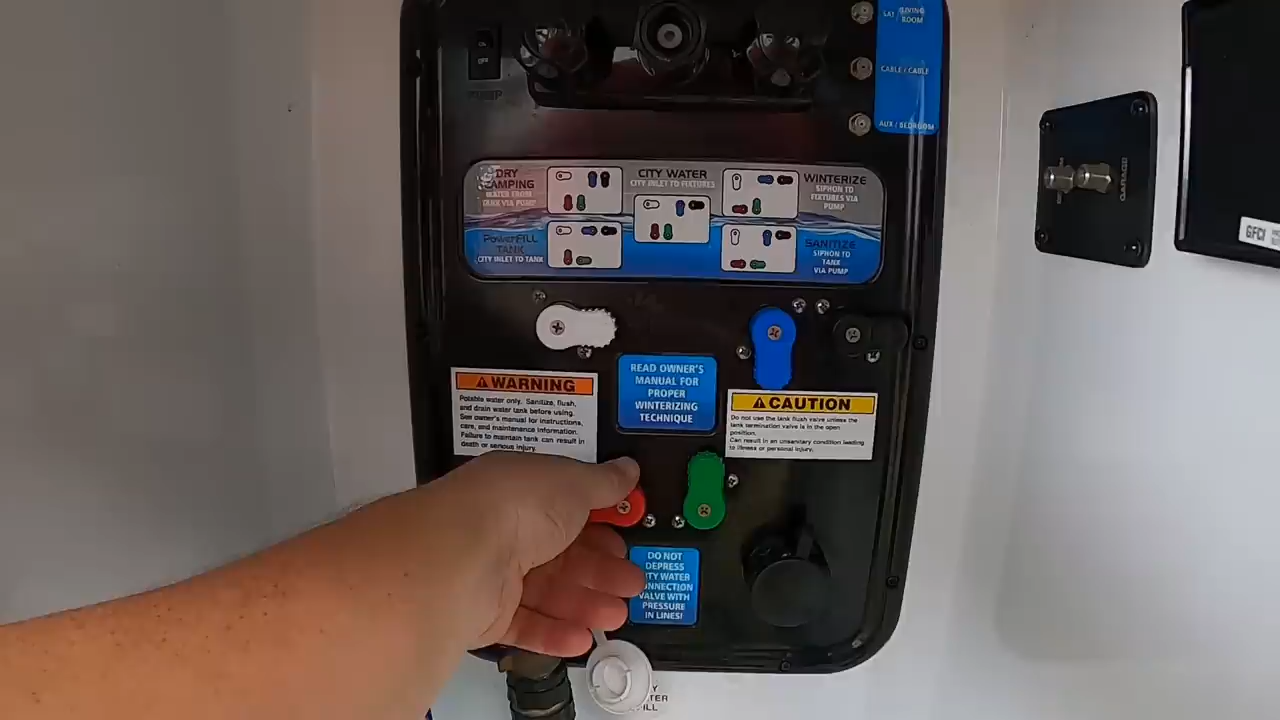 SAT / LIVING
ROOM
ON
OFF
PUMP
CABLE / CABLE
AUX / BEDROOM
DRY
CAMPING
WATER FROM
TANK VIA PUMP
CITY WATER
CITY INLET TO FIXTURES
WINTERIZE
SIPHON TO
FIXTURES VIA
PUMP
PowerFILL
TANK
CITY INLET TO TANK
SANITIZE
SIPHON TO
TANK
VIA PUMP
GARAGE
GFCI
WARNING
Potable water only. Sanitize, flush,
and drain water tank before using.
See owner's manual for instructions,
care, and maintenance information.
Failure to maintain tank can result in
death or serious injury.
READ OWNER'S
MANUAL FOR
PROPER
WINTERIZING
TECHNIQUE
CAUTION
Do not use the tank flush valve unless the
tank termination valve is in the open
position.
Can result in an unsanitary condition leading
to illness or personal injury.
DO NOT
DEPRESS
CITY WATER
CONNECTION
VALVE WITH
PRESSURE
IN LINES!